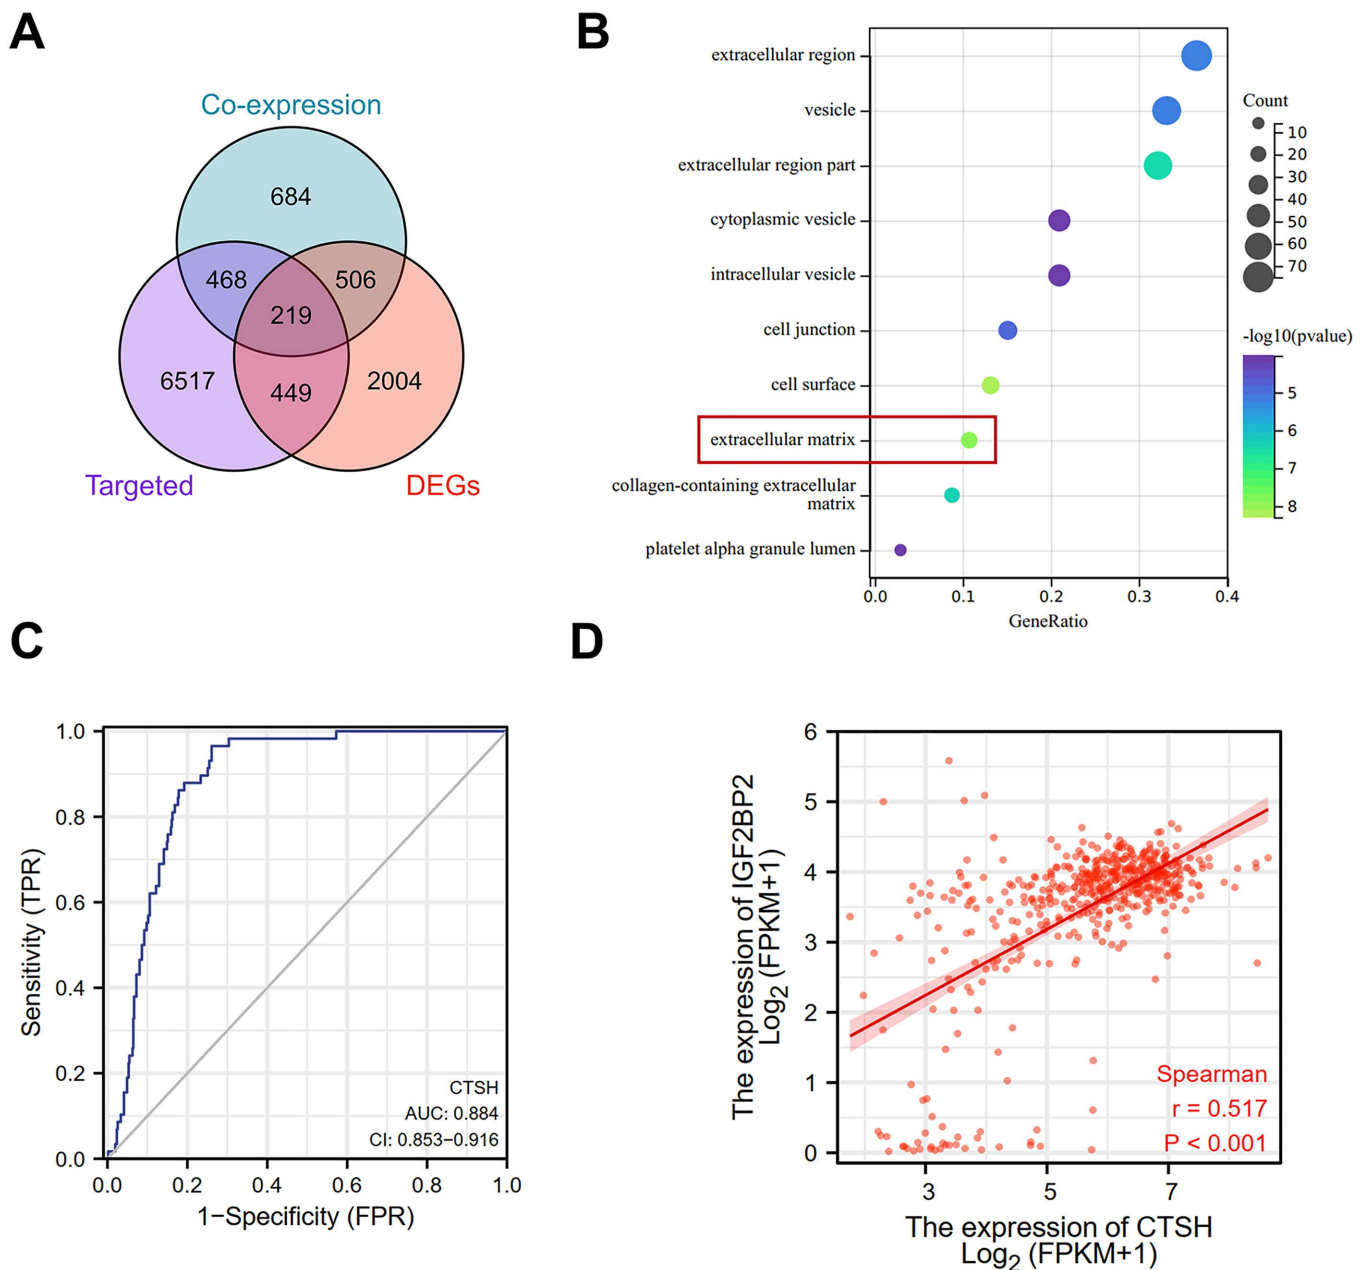 A
Co-expression
684
468
506
219
6517
449
2004
Targeted
DEGs
B
extracellular region
vesicle
extracellular region part
cytoplasmic vesicle
intracellular vesicle
cell junction
cell surface
extracellular matrix
collagen-containing extracellular
matrix
platelet alpha granule lumen
0.0 0.1 0.2 0.3 0.4
GeneRatio
Count
10
20
30
40
50
60
70
-log10(pvalue)
5
6
7
8
C
Sensitivity (TPR)
1.0
0.8
0.6
0.4
0.2
0.0
CTSH
AUC: 0.884
CI: 0.853–0.916
0.0 0.2 0.4 0.6 0.8 1.0
1−Specificity (FPR)
D
The expression of IGF2BP2
Log₂ (FPKM+1)
6
5
4
3
2
1
0
Spearman
r = 0.517
P < 0.001
3 5 7
The expression of CTSH
Log₂ (FPKM+1)